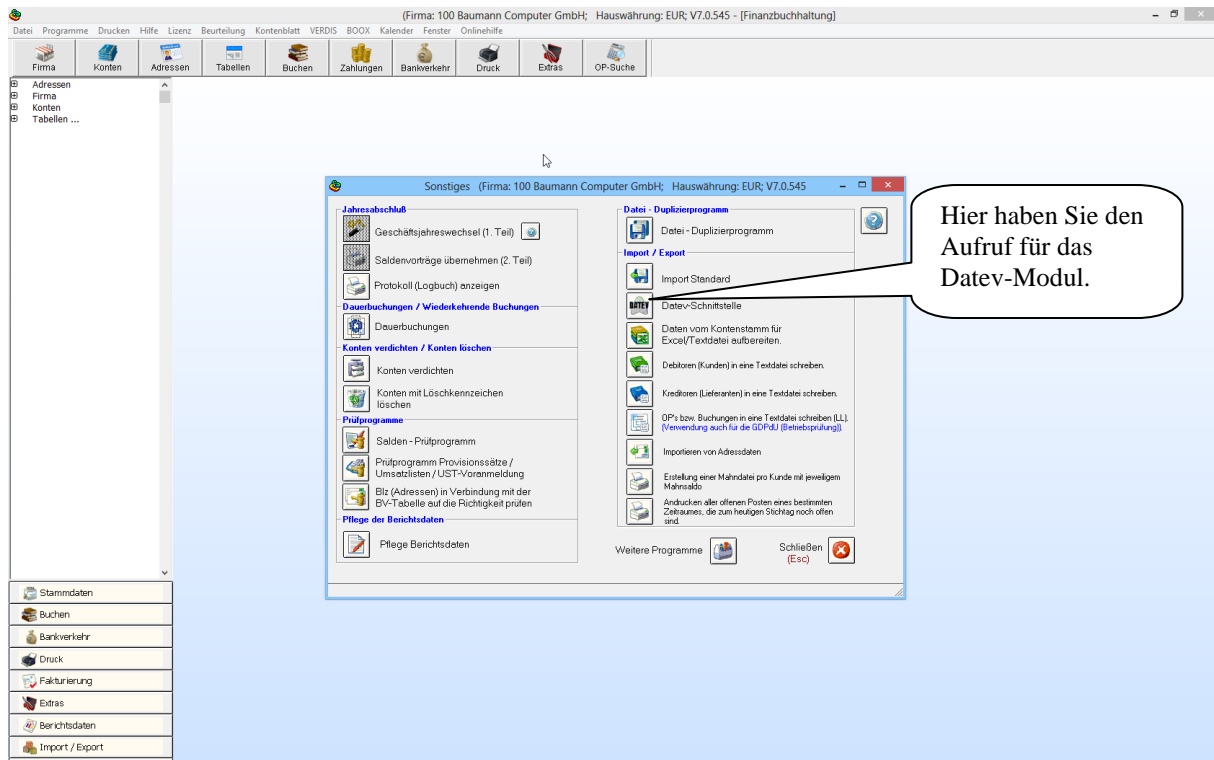 (Firma: 100 Baumann Computer GmbH; Hauswährung: EUR; V7.0.545 - [Finanzbuchhaltung]
Datei Programme Drucken Hilfe Lizenz Beurteilung Kontenblatt VERDIS BOOX Kalender Fenster Onlinehilfe
Firma Konten Adressen Tabellen Buchen Zahlungen Bankverkehr Druck Extras OP-Suche
Adressen
Firma
Konten
Tabellen ...
Sonstiges (Firma: 100 Baumann Computer GmbH; Hauswährung: EUR; V7.0.545
Jahresabschluß
Geschäftsjahreswechsel (1. Teil)
Saldenvorträge übernehmen (2. Teil)
Protokoll (Logbuch) anzeigen
Dauerbuchungen / Wiederkehrende Buchungen
Dauerbuchungen
Konten verdichten / Konten löschen
Konten verdichten
Konten mit Löschkennzeichen
löschen
Prüfprogramme
Salden - Prüfprogramm
Prüfprogramm Provisionssätze /
Umsatzlisten / UST-Voranmeldung
Blz (Adressen) in Verbindung mit der
BV-Tabelle auf die Richtigkeit prüfen
Pflege der Berichtsdaten
Pflege Berichtsdaten
Datei - Duplizierprogramm
Datei - Duplizierprogramm
Import / Export
Import Standard
DATEV
Datev-Schnittstelle
Daten vom Kontenstamm für
Excel/Textdatei aufbereiten.
Debitoren (Kunden) in eine Textdatei schreiben.
Kreditoren (Lieferanten) in eine Textdatei schreiben.
OP's bzw. Buchungen in eine Textdatei schreiben (LL).
(Verwendung auch für die GDPdU (Betriebsprüfung)).
Importieren von Adressdaten
Erstellung einer Mahndatei pro Kunde mit jeweiligem
Mahnsaldo
Andrucken aller offenen Posten eines bestimmten
Zeitraumes, die zum heutigen Stichtag noch offen
sind.
Weitere Programme
Schließen
(Esc)
Hier haben Sie den
Aufruf für das
Datev-Modul.
Stammdaten
Buchen
Bankverkehr
Druck
Fakturierung
Extras
Berichtsdaten
Import / Export